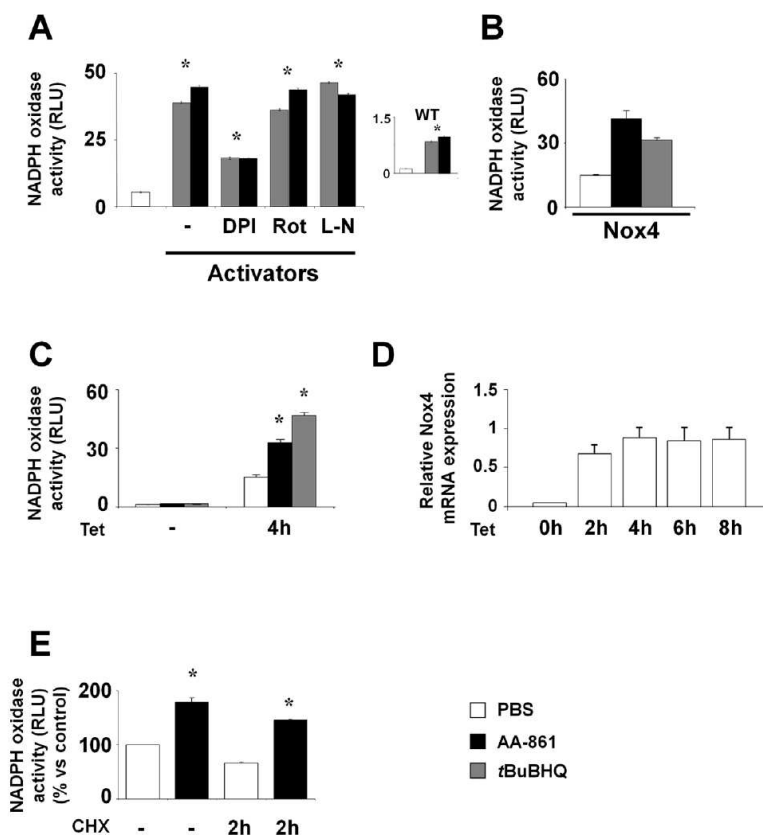 A
NADPH oxidase
activity (RLU)
50
25
0
*
*
*
*
-
DPI
Rot
L-N
Activators
WT
1.5
0
*
B
NADPH oxidase
activity (RLU)
60
30
0
Nox4
C
NADPH oxidase
activity (RLU)
60
30
0
*
*
Tet
-
4h
D
Relative Nox4
mRNA expression
1.5
1
0.5
0
Tet
0h
2h
4h
6h
8h
E
NADPH oxidase
activity (RLU)
(% vs control)
200
100
0
*
*
CHX
-
-
2h
2h
PBS
AA-861
tBuBHQ